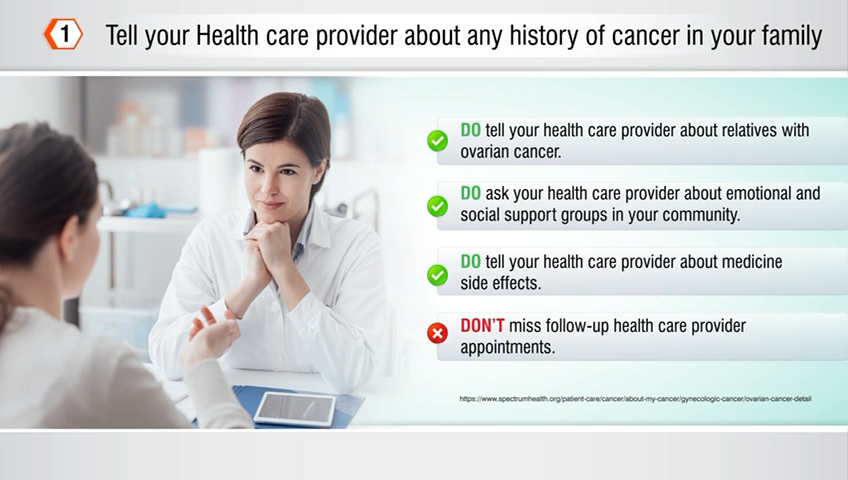 1
Tell your Health care provider about any history of cancer in your family
DO tell your health care provider about relatives with
ovarian cancer.
DO ask your health care provider about emotional and
social support groups in your community.
DO tell your health care provider about medicine
side effects.
DON'T miss follow-up health care provider
appointments.
https://www.spectrumhealth.org/patient-care/cancer/about-my-cancer/gynecologic-cancer/ovarian-cancer-detail